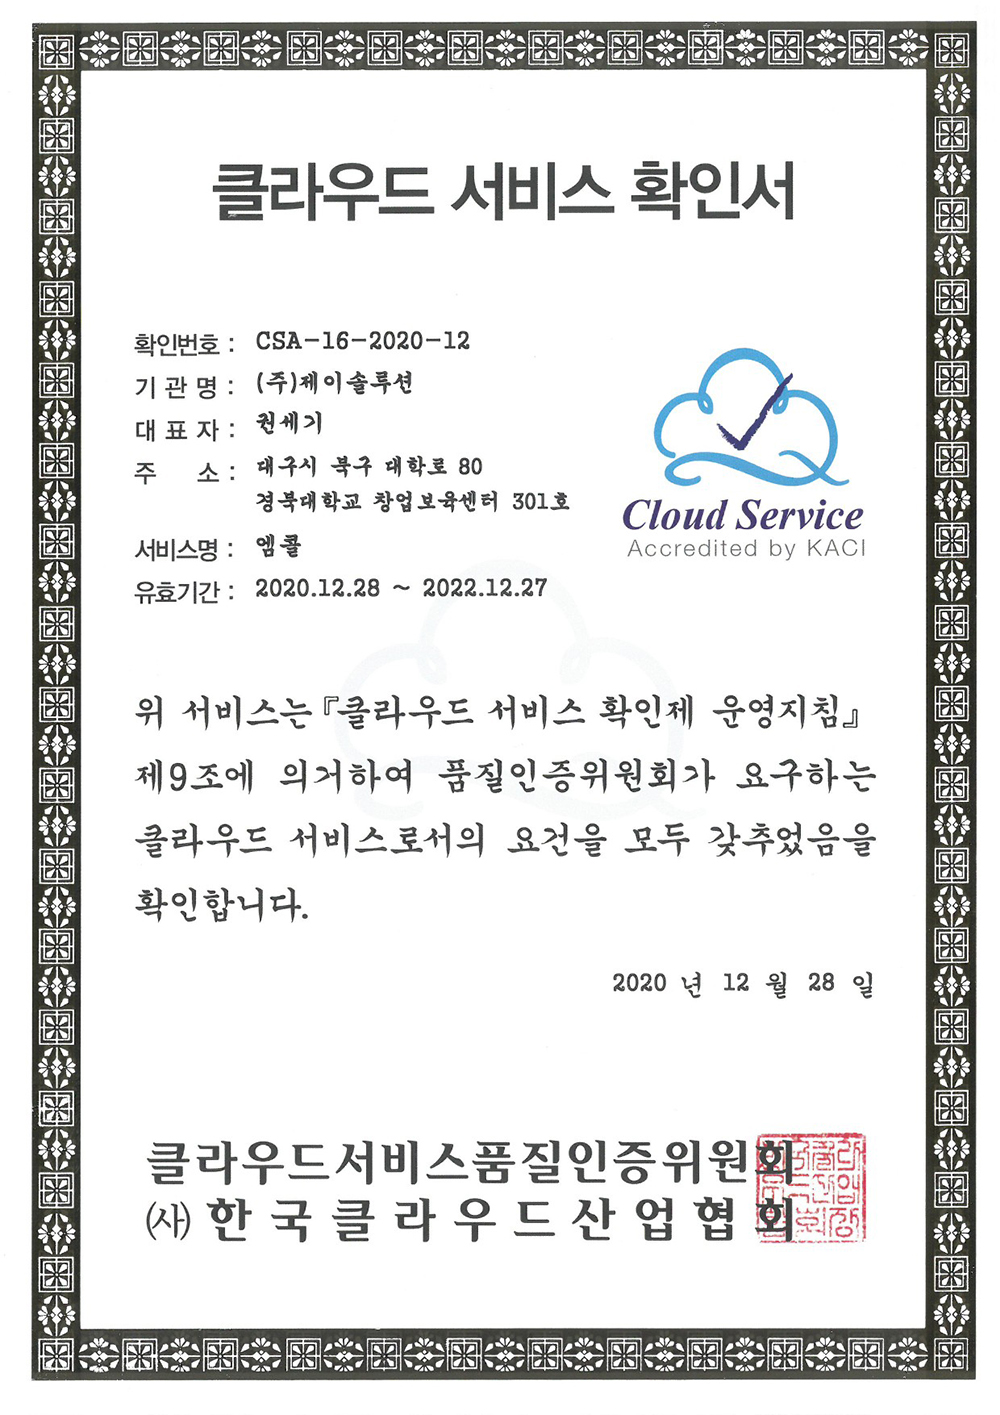 클라우드 서비스 확인서
확인번호 : CSA-16-2020-12
기 관 명 : (주)제이솔루션
대 표 자 : 권세기
주 소 : 대구시 북구 대학로 80
경북대학교 창업보육센터 301호
서비스명 : 엠콜
유효기간 : 2020.12.28 ~ 2022.12.27
Cloud Service
Accredited by KACI
위 서비스는『클라우드 서비스 확인제 운영지침』
제9조에 의거하여 품질인증위원회가 요구하는
클라우드 서비스로서의 요건을 모두 갖추었음을
확인합니다.
2020 년 12 월 28 일
클라우드서비스품질인증위원회
(사) 한국클라우드산업협회